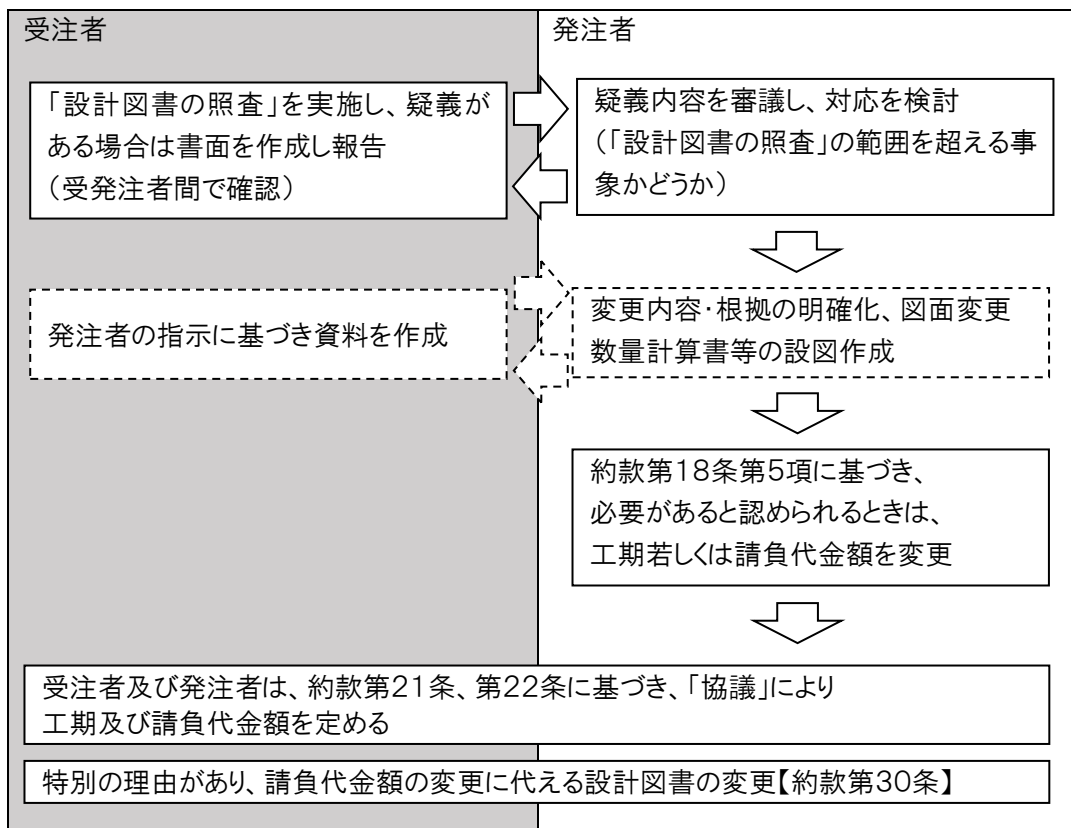 受注者
発注者
「設計図書の照査」を実施し、疑義が
ある場合は書面を作成し報告
（受発注者間で確認）
疑義内容を審議し、対応を検討
（「設計図書の照査」の範囲を超える事
象かどうか）
発注者の指示に基づき資料を作成
変更内容・根拠の明確化、図面変更
数量計算書等の設図作成
約款第18条第5項に基づき、
必要があると認められるときは、
工期若しくは請負代金額を変更
受注者及び発注者は、約款第21条、第22条に基づき、「協議」により
工期及び請負代金額を定める
特別の理由があり、請負代金額の変更に代える設計図書の変更【約款第30条】